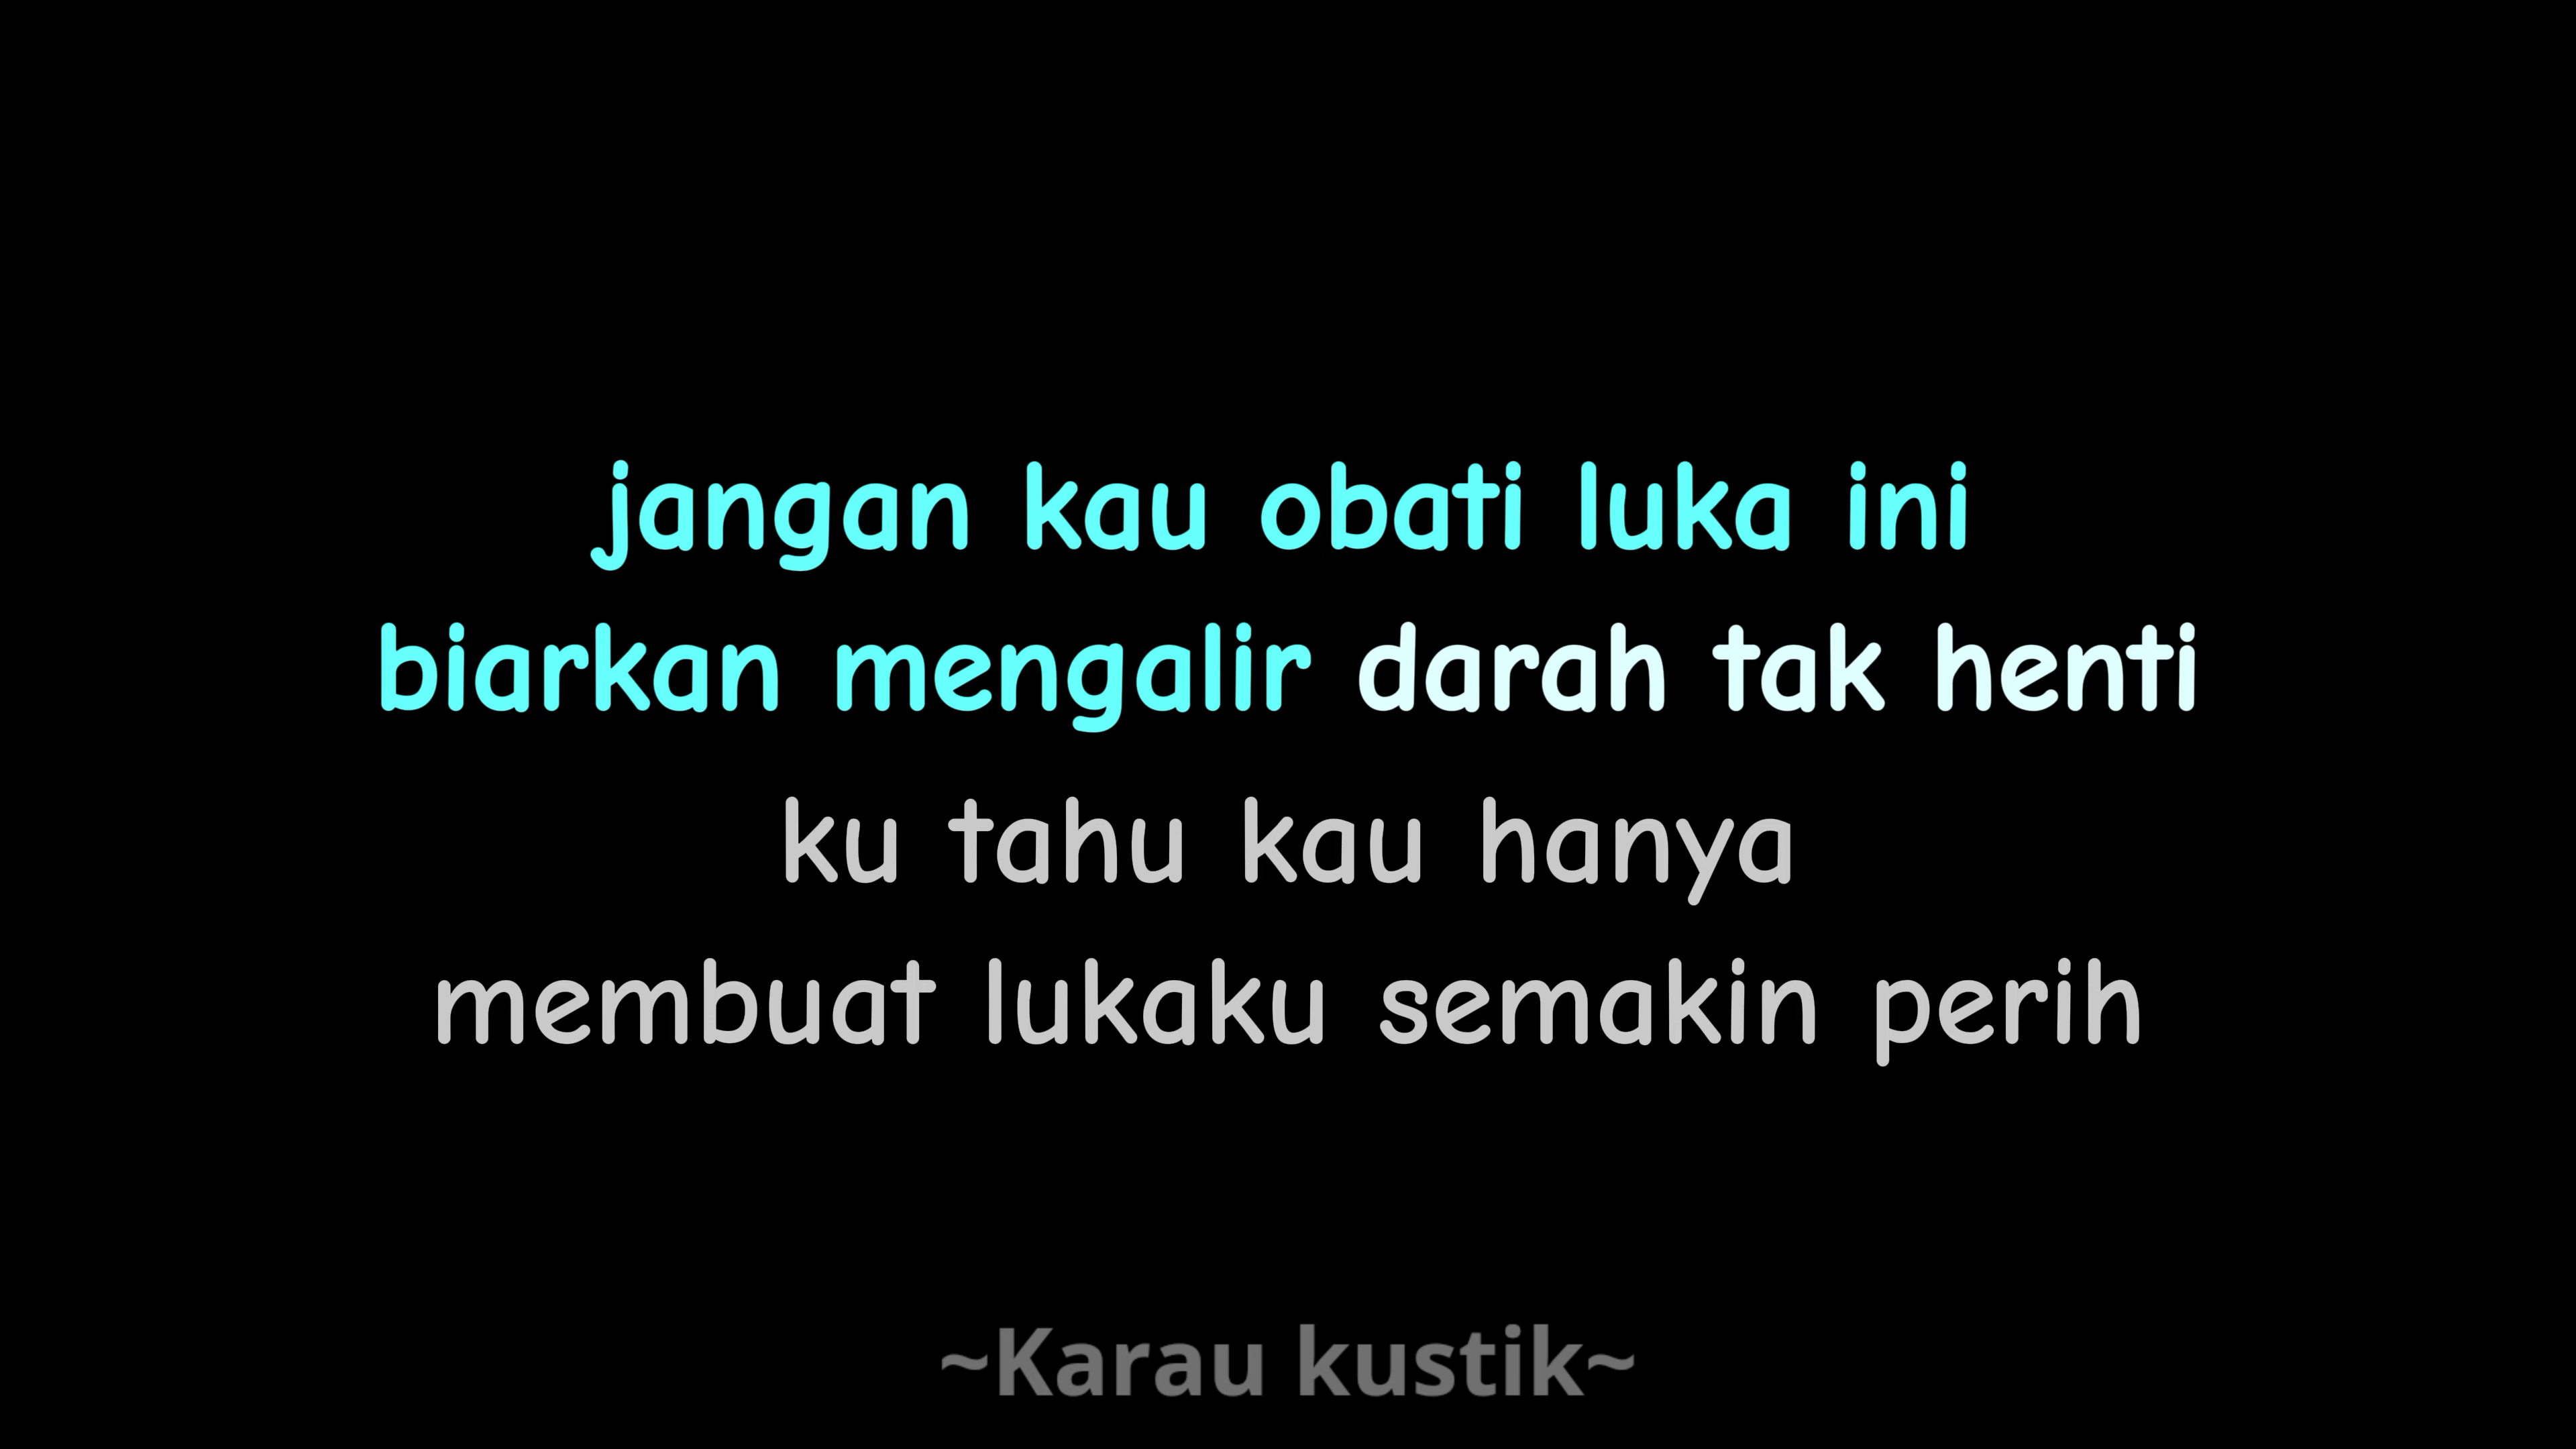 jangan kau obati luka ini
biarkan mengalir darah tak henti
ku tahu kau hanya
membuat lukaku semakin perih
~Karau kustik~